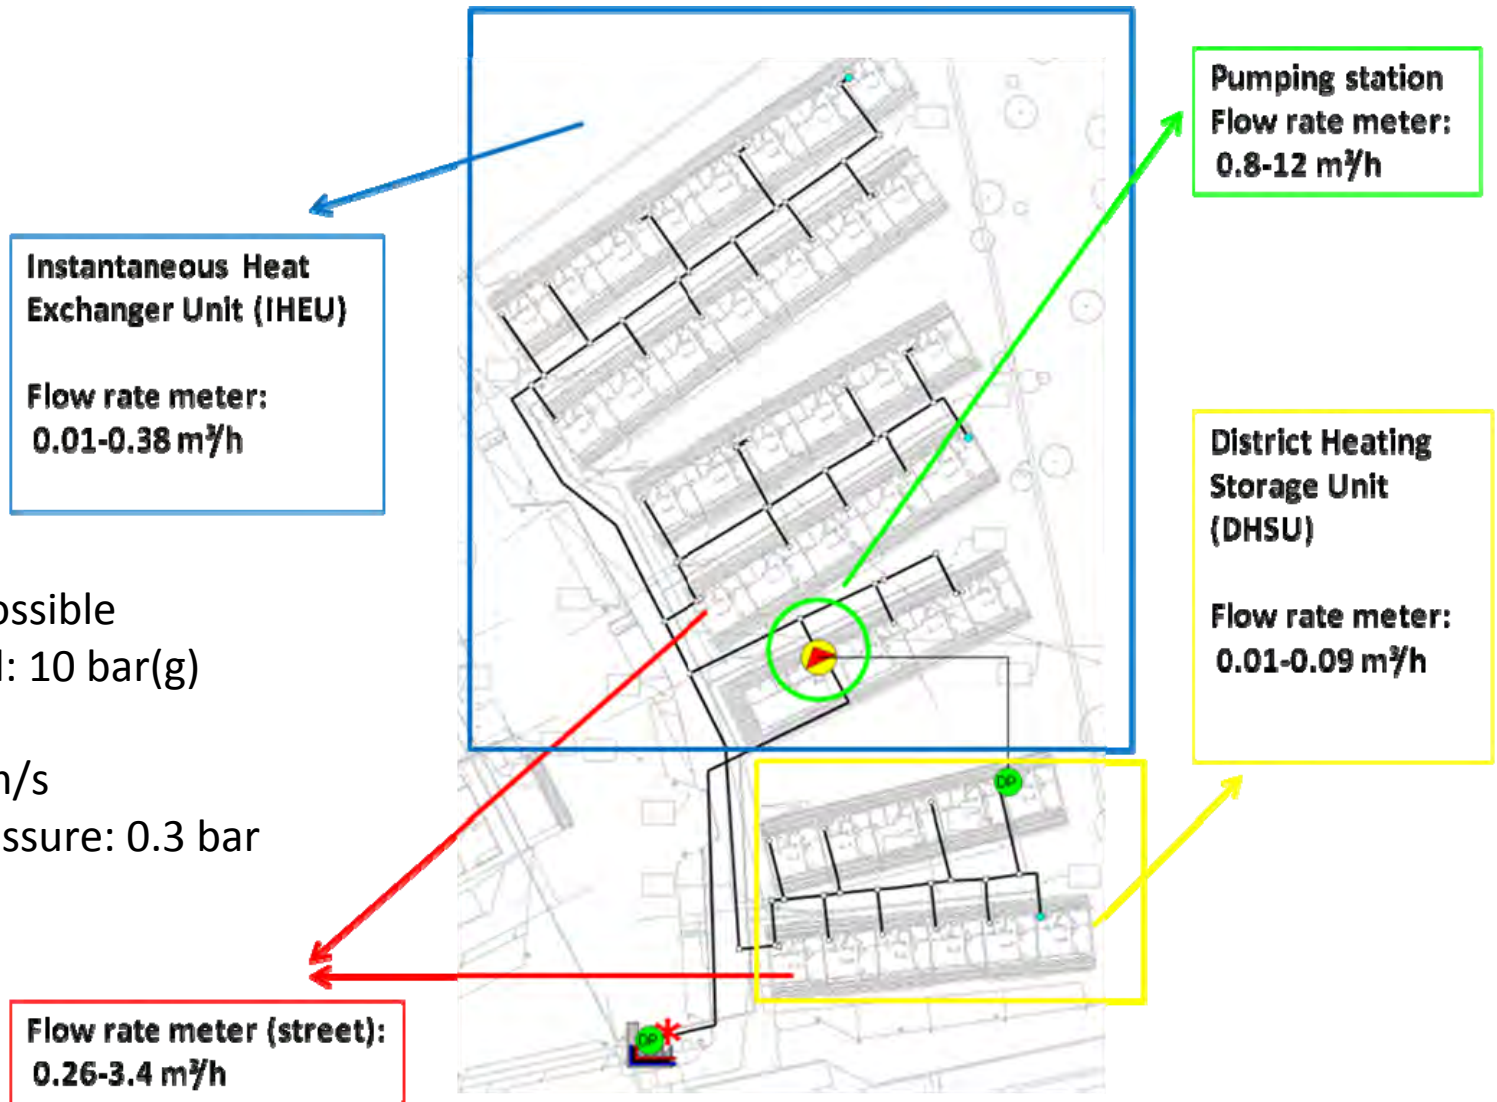 Pumping station
Flow rate meter:
0.8-12 m³/h
Instantaneous Heat
Exchanger Unit (IHEU)
Flow rate meter:
0.01-0.38 m³/h
District Heating
Storage Unit
(DHSU)
Flow rate meter:
0.01-0.09 m³/h
ossible
: 10 bar(g)
/s
ssure: 0.3 bar
DP
DP
Flow rate meter (street):
0.26-3.4 m³/h